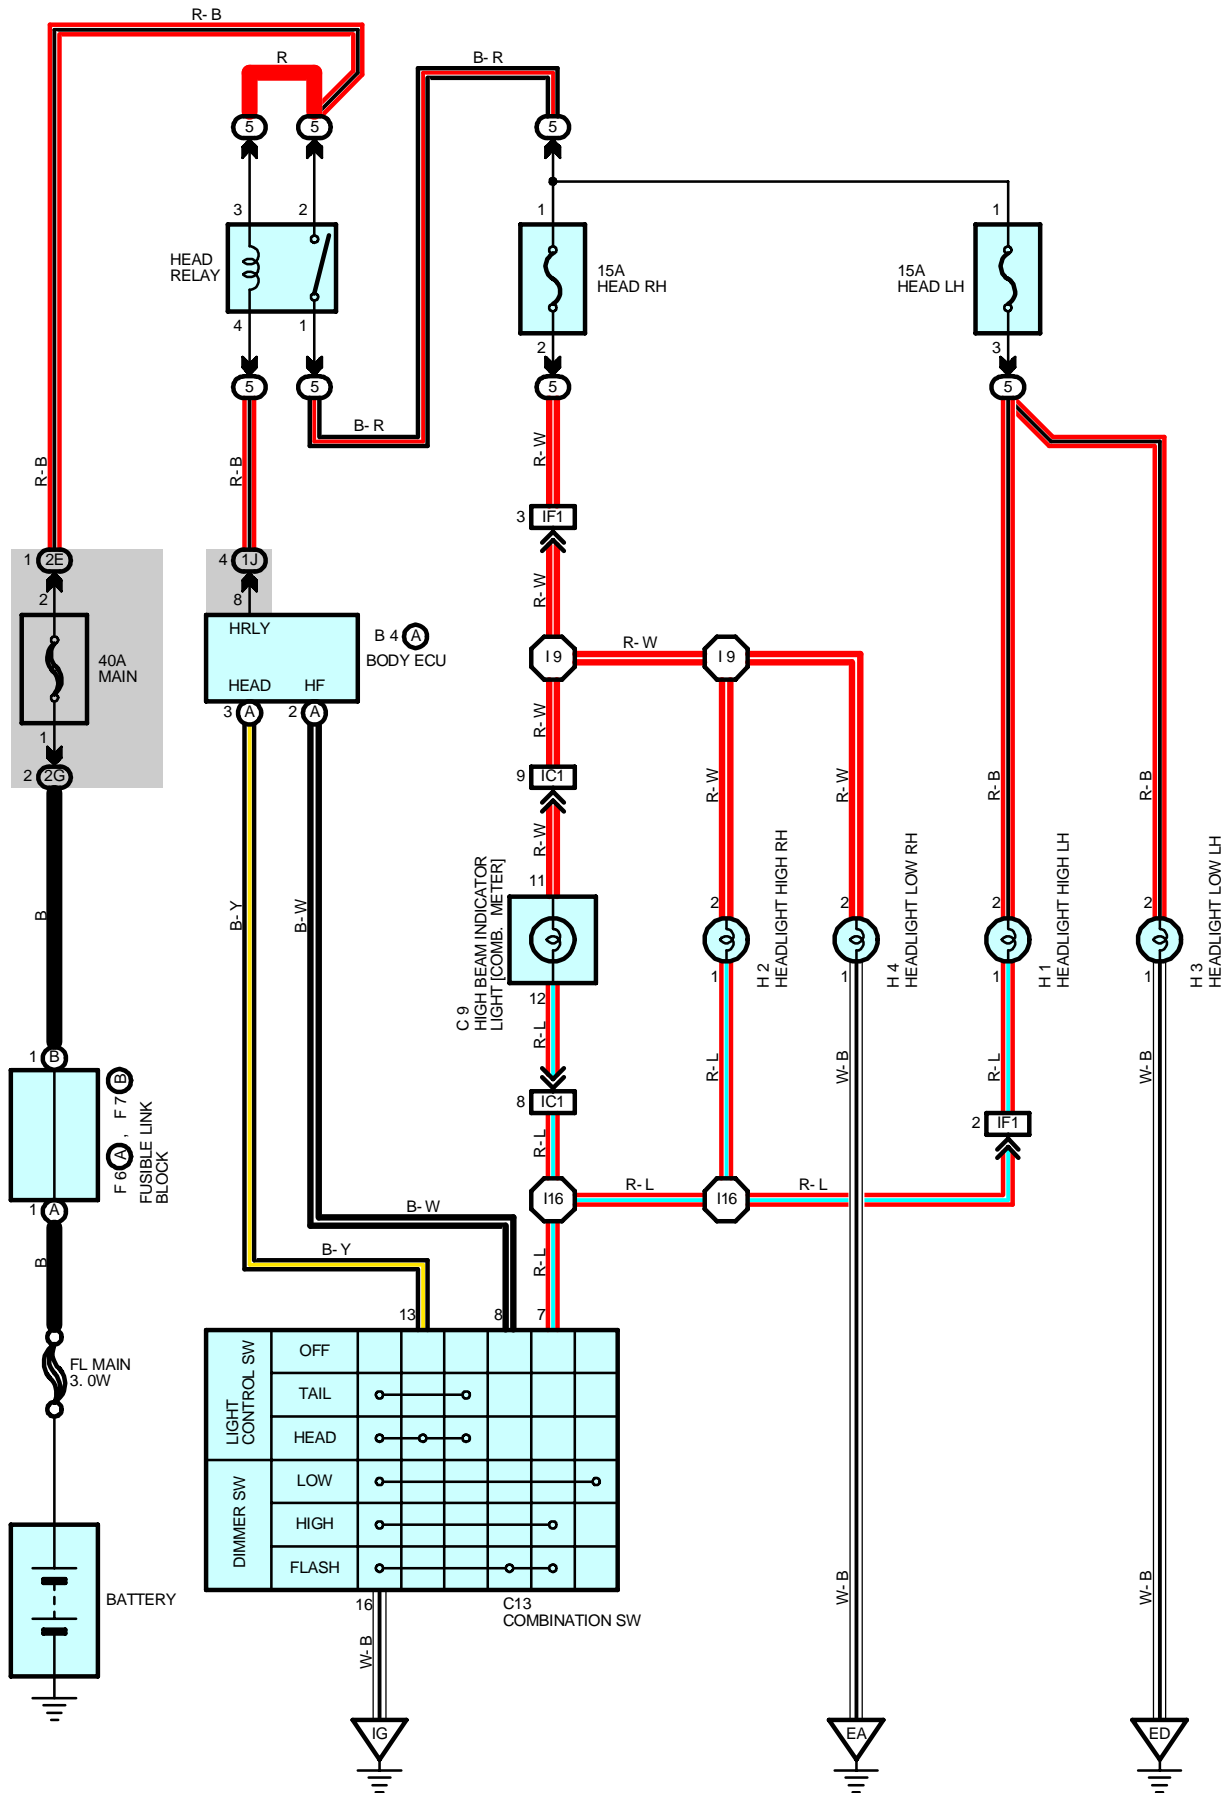 R- B
R
B- R
5
5
5
3
2
1
1
HEAD
RELAY
15A
HEAD RH
15A
HEAD LH
4
1
2
3
5
5
5
5
B- R
R- B
R- B
R- W
3
IF1
1
2E
4
1J
2
8
R- W
HRLY
B 4 A
BODY ECU
40A
MAIN
HEAD
HF
I 9
R- W
I 9
3
A
2
A
1
2
2G
R- W
9
IC1
R- W
R- W
R- B
R- B
R- W
11
C 9
HIGH BEAM INDICATOR
LIGHT [COMB. METER]
12
B
B- Y
B- W
2
1
H 2
HEADLIGHT HIGH RH
2
1
H 4
HEADLIGHT LOW RH
2
1
H 1
HEADLIGHT HIGH LH
2
1
H 3
HEADLIGHT LOW LH
R- L
R- L
W- B
R- L
W- B
1
B
F 6 A , F 7 B
FUSIBLE LINK
BLOCK
1
A
8
IC1
2
IF1
R- L
I16
R- L
I16
R- L
B- W
B- Y
R- L
B
13
8
7
FL MAIN
3. 0W
LIGHT
CONTROL SW
OFF
TAIL
HEAD
DIMMER SW
LOW
HIGH
FLASH
BATTERY
16
C13
COMBINATION SW
W- B
W- B
W- B
IG
EA
ED